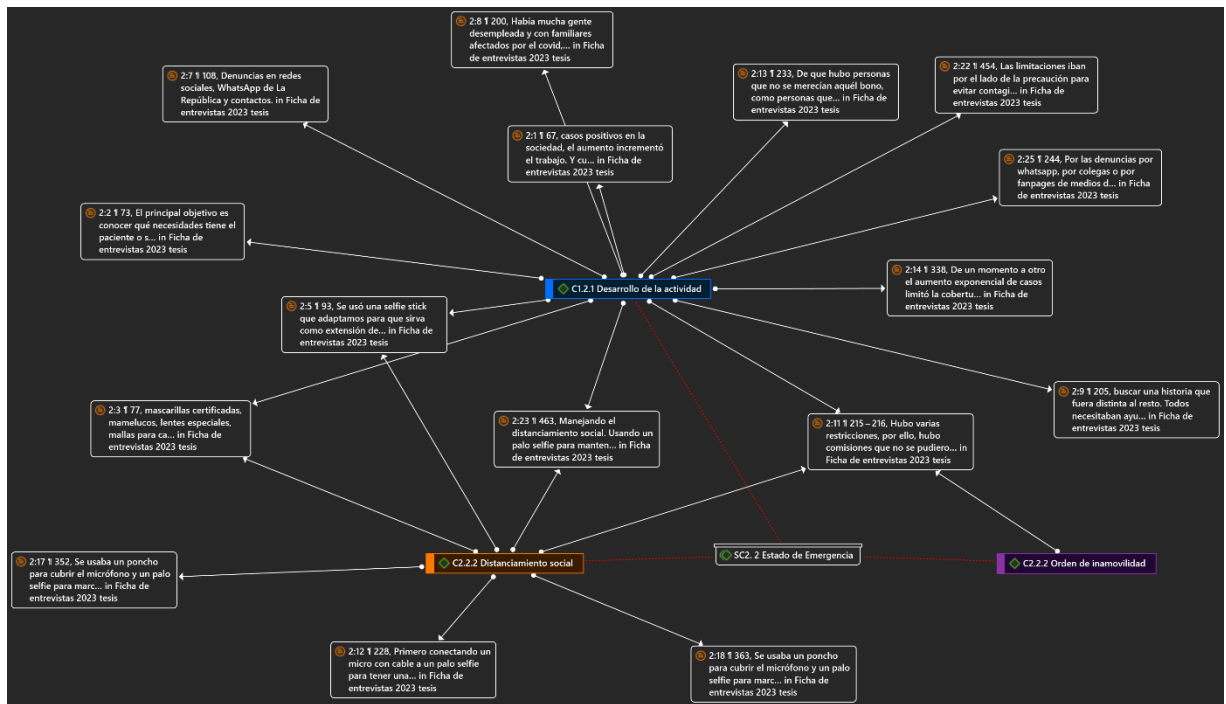 2:8 ¶ 200, Había mucha gente
desempleada y con familiares
afectados por el covid,... in Ficha
de entrevistas 2023 tesis
2:7 ¶ 108, Denuncias en redes
sociales, WhatsApp de La
República y contactos. in Ficha de
entrevistas 2023 tesis
2:13 ¶ 233, De que hubo personas
que no se merecían aquél bono,
como personas que... in Ficha de
entrevistas 2023 tesis
2:22 ¶ 454, Las limitaciones iban
por el lado de la precaución para
evitar contagi... in Ficha de
entrevistas 2023 tesis
2:1 ¶ 67, casos positivos en la
sociedad, el aumento incrementó
el trabajo. Y cu... in Ficha de
entrevistas 2023 tesis
2:25 ¶ 244, Por las denuncias por
whatsapp, por colegas o por
fanpages de medios d... in Ficha
de entrevistas 2023 tesis
2:2 ¶ 73, El principal objetivo es
conocer qué necesidades tiene el
paciente o s... in Ficha de
entrevistas 2023 tesis
C1.2.1 Desarrollo de la actividad
2:14 ¶ 338, De un momento a otro
el aumento exponencial de casos
limitó la cobertu... in Ficha de
entrevistas 2023 tesis
2:5 ¶ 93, Se usó una selfie stick
que adaptamos para que sirva
como extensión de... in Ficha de
entrevistas 2023 tesis
2:3 ¶ 77, mascarillas certificadas,
mamelucos, lentes especiales,
mallas para ca... in Ficha de
entrevistas 2023 tesis
2:23 ¶ 463, Manejando el
distanciamiento social. Usando un
palo selfie para manten... in Ficha
de entrevistas 2023 tesis
2:11 ¶ 215 – 216, Hubo varias
restricciones, por ello, hubo
comisiones que no se pudiero... in
Ficha de entrevistas 2023 tesis
2:9 ¶ 205, buscar una historia que
fuera distinta al resto. Todos
necesitaban ayu... in Ficha de
entrevistas 2023 tesis
SC2. 2 Estado de Emergencia
C2.2.2 Distanciamiento social
C2.2.2 Orden de inamovilidad
2:17 ¶ 352, Se usaba un poncho
para cubrir el micrófono y un palo
selfie para marc... in Ficha de
entrevistas 2023 tesis
2:12 ¶ 228, Primero conectando un
micro con cable a un palo selfie
para tener una... in Ficha de
entrevistas 2023 tesis
2:18 ¶ 363, Se usaba un poncho
para cubrir el micrófono y un palo
selfie para marc... in Ficha de
entrevistas 2023 tesis